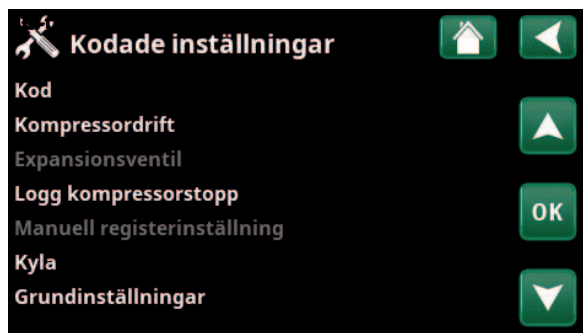 Kodade inställningar
Kod
Kompressordrift
Expansionsventil
Logg kompressorstopp
OK
Manuell registerinställning
Kyla
Grundinställningar